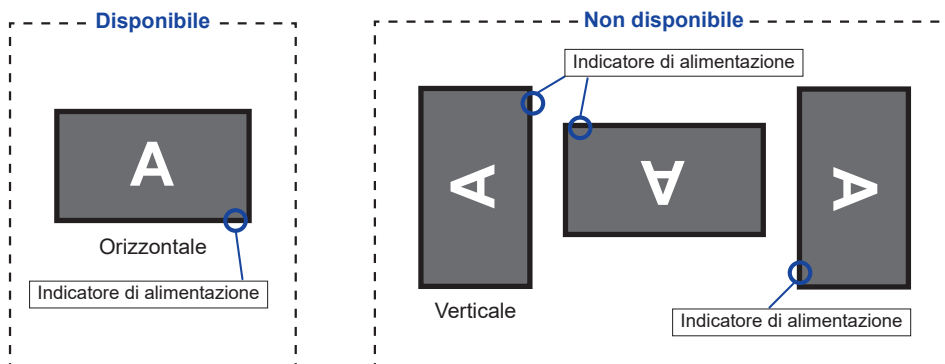 Disponibile
A
Orizzontale
Indicatore di alimentazione
Non disponibile
Indicatore di alimentazione
A
A
A
Verticale
Indicatore di alimentazione